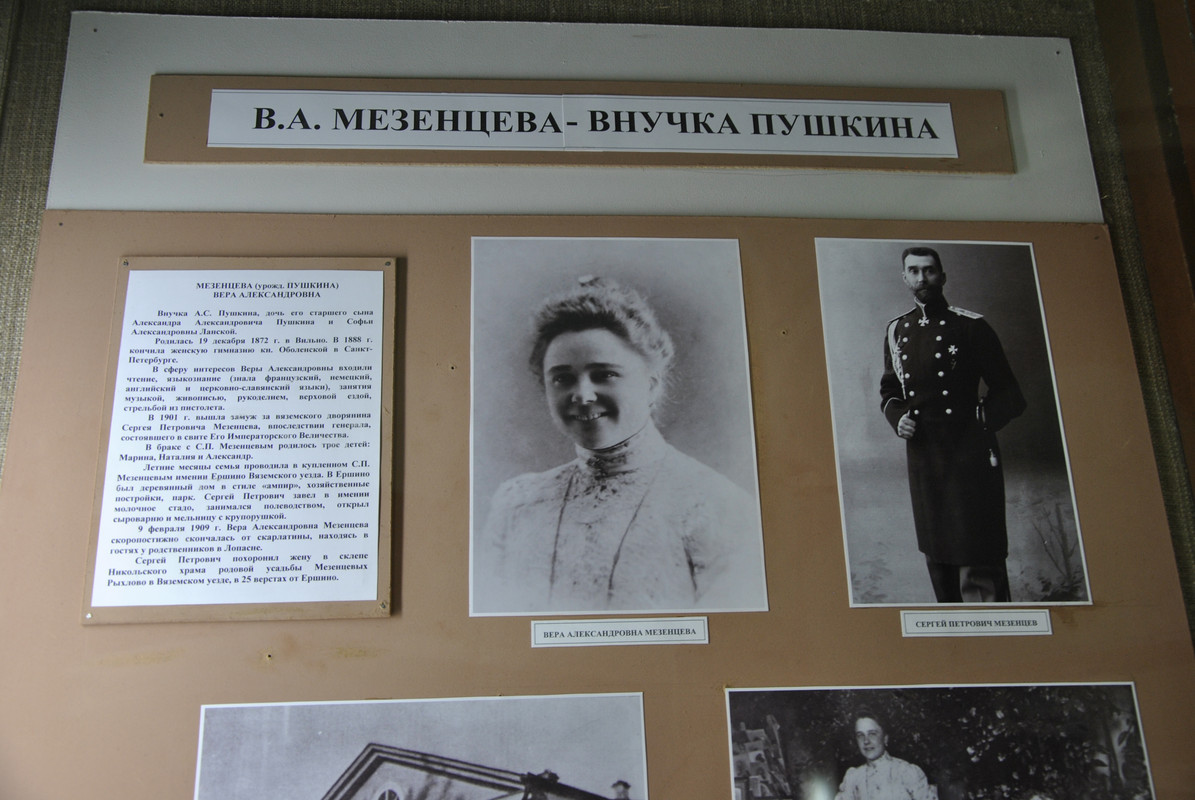 В.А. МЕЗЕНЦЕВА - ВНУЧКА ПУШКИНА
МЕЗЕНЦЕВА (урожд. ПУШКИНА)
ВЕРА АЛЕКСАНДРОВНА
Внучка А.С. Пушкина, дочь его старшего сына
Александра Александровича Пушкина и Софьи
Александровны Ланской.
Родилась 19 декабря 1872 г. в Вильно. В 1888 г.
кончила женскую гимназию кн. Оболенской в Санкт-
Петербурге.
В сферу интересов Веры Александровны входили
чтение, языкознание (знала французский, немецкий,
английский и церковно-славянский языки), занятия
музыкой, живописью, рукоделием, верховой ездой,
стрельбой из пистолета.
В 1901 г. вышла замуж за вяземского дворянина
Сергея Петровича Мезенцева, впоследствии генерала,
состоявшего в свите Его Императорского Величества.
В браке с С.П. Мезенцевым родилось трое детей:
Марина, Наталия и Александр.
Летние месяцы семья проводила в купленном С.П.
Мезенцевым имении Ершино Вяземского уезда. В Ершино
был деревянный дом в стиле «ампир», хозяйственные
постройки, парк. Сергей Петрович завел в имении
молочное стадо, занимался полеводством, открыл
сыроварню и мельницу с крупорушкой.
9 февраля 1909 г. Вера Александровна Мезенцева
скоропостижно скончалась от скарлатины, находясь в
гостях у родственников в Лопасне.
Сергей Петрович похоронил жену в склепе
Никольского храма родовой усадьбы Мезенцевых
Рыхлово в Вяземском уезде, в 25 верстах от Ершино.
ВЕРА АЛЕКСАНДРОВНА МЕЗЕНЦЕВА
СЕРГЕЙ ПЕТРОВИЧ МЕЗЕНЦЕВ